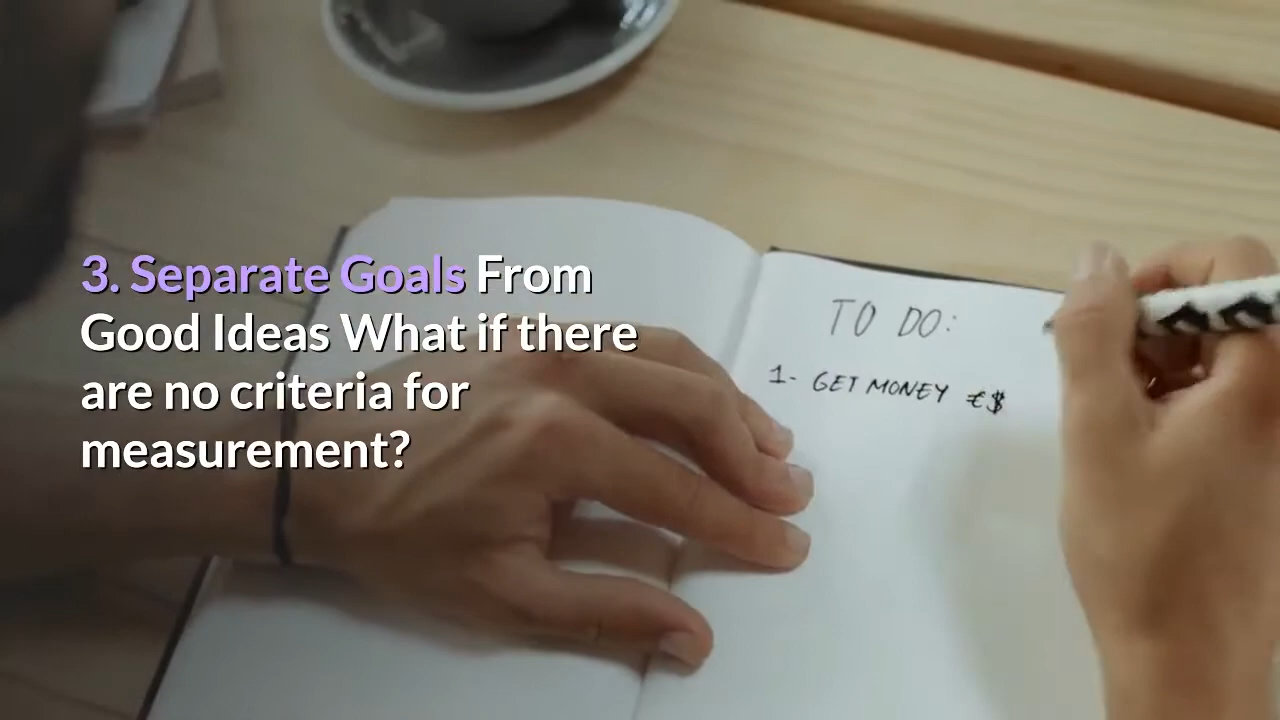 3. Separate Goals From
Good Ideas What if there
are no criteria for
measurement?
TO DO:
1- GET MONEY €$